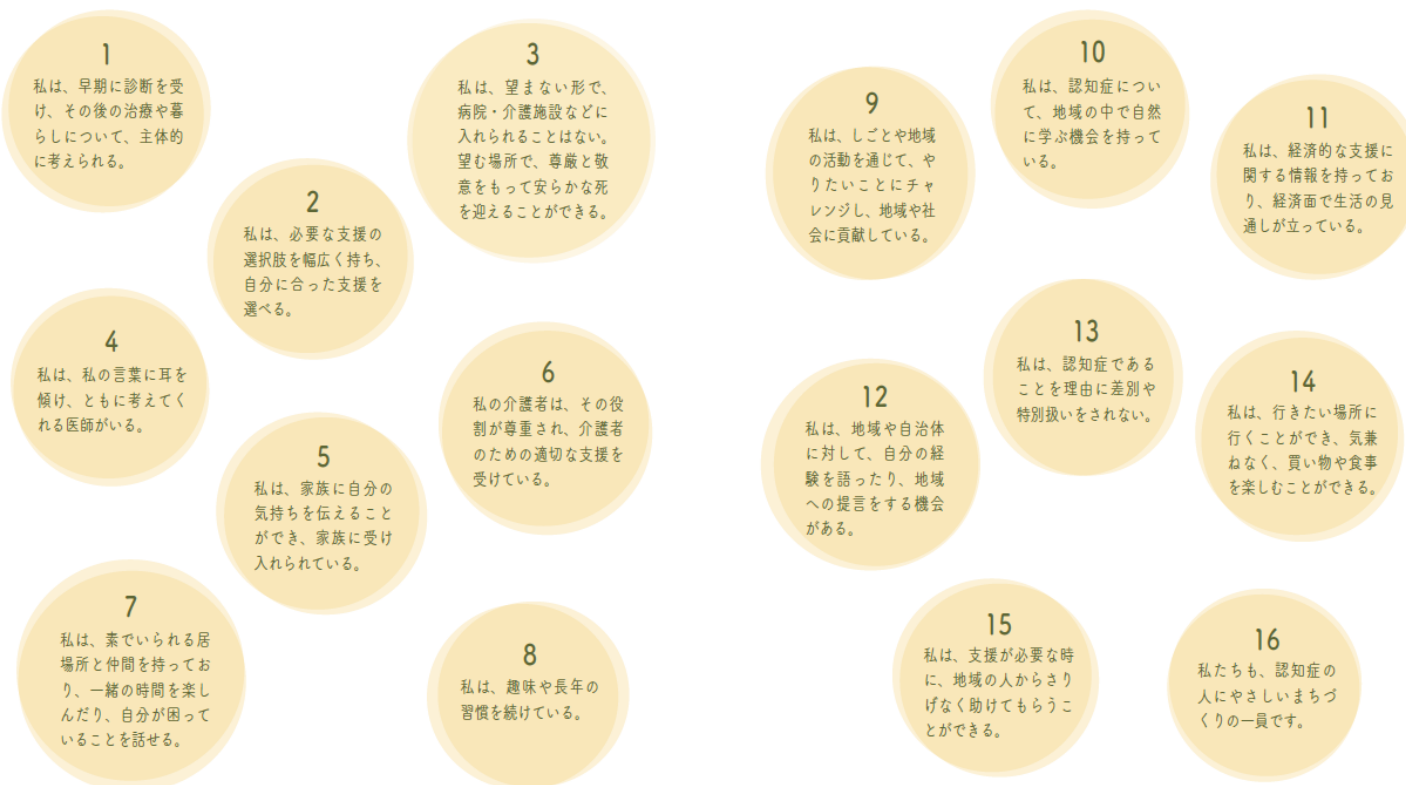 1
私は、早期に診断を受
け、その後の治療や暮
らしについて、主体的
に考えられる。
2
私は、必要な支援の
選択肢を幅広く持ち、
自分に合った支援を
選べる。
3
私は、望まない形で、
病院・介護施設などに
入れられることはない。
望む場所で、尊厳と敬
意をもって安らかな死
を迎えることができる。
4
私は、私の言葉に耳を
傾け、ともに考えてく
れる医師がいる。
5
私は、家族に自分の
気持ちを伝えること
ができ、家族に受け
入れられている。
6
私の介護者は、その役
割が尊重され、介護者
のための適切な支援を
受けている。
7
私は、素でいられる居
場所と仲間を持ってお
り、一緒の時間を楽し
んだり、自分が困って
いることを話せる。
8
私は、趣味や長年の
習慣を続けている。
9
私は、しごとや地域
の活動を通じて、や
りたいことにチャ
レンジし、地域や社
会に貢献している。
10
私は、認知症につい
て、地域の中で自然
に学ぶ機会を持って
いる。
11
私は、経済的な支援に
関する情報を持ってお
り、経済面で生活の見
通しが立っている。
12
私は、地域や自治体
に対して、自分の経
験を語ったり、地域
への提言をする機会
がある。
13
私は、認知症である
ことを理由に差別や
特別扱いをされない。
14
私は、行きたい場所に
行くことができ、気兼
ねなく、買い物や食事
を楽しむことができる。
15
私は、支援が必要な時
に、地域の人からさり
げなく助けてもらうこ
とができる。
16
私たちも、認知症の
人にやさしいまちづ
くりの一員です。